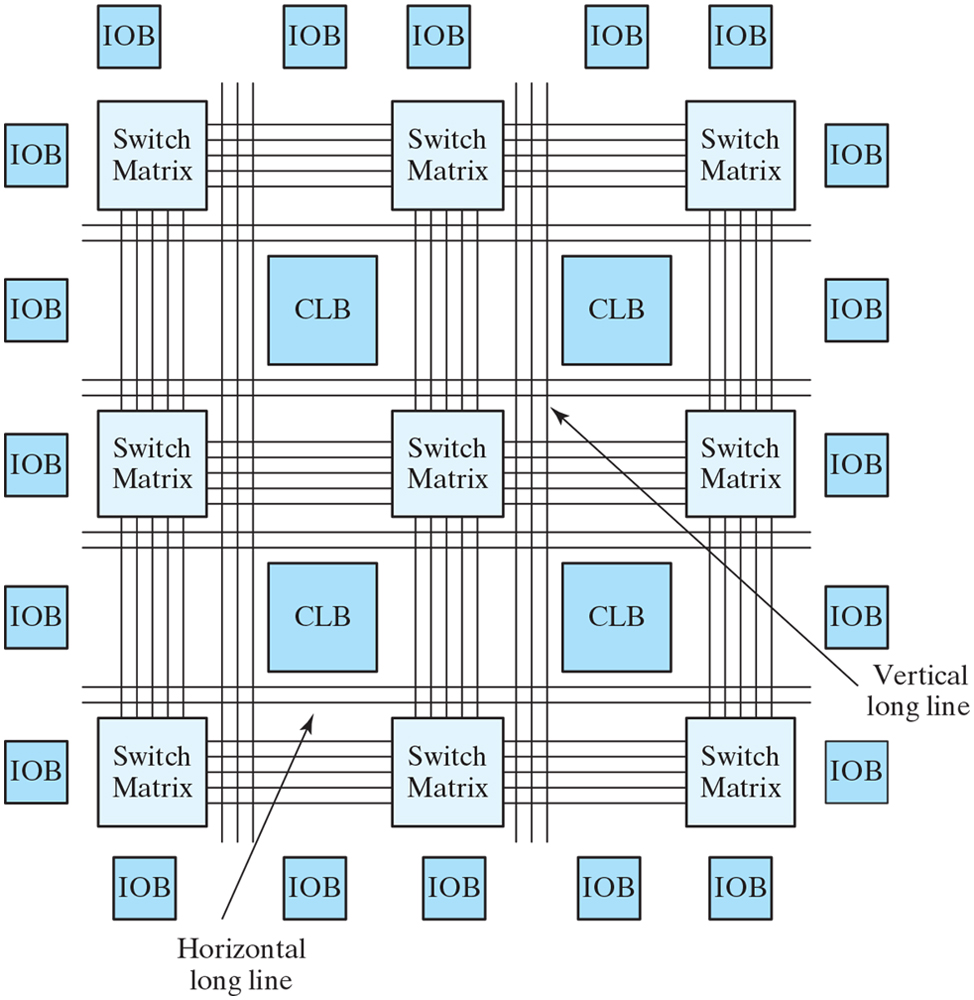 IOB IOB IOB IOB IOB
IOB Switch Matrix Switch Matrix Switch Matrix IOB
IOB CLB CLB IOB
IOB Switch Matrix Switch Matrix Switch Matrix IOB
IOB CLB CLB IOB
Vertical
long line
IOB Switch Matrix Switch Matrix Switch Matrix IOB
IOB IOB IOB IOB IOB
Horizontal
long line